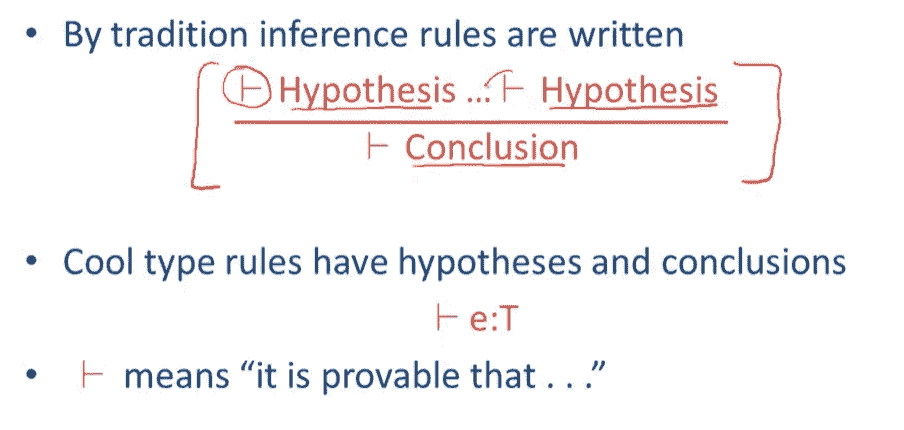 • By tradition inference rules are written
⊢ Hypothesis ... ⊢ Hypothesis
⊢ Conclusion
• Cool type rules have hypotheses and conclusions
⊢ e:T
• ⊢ means “it is provable that . . .”